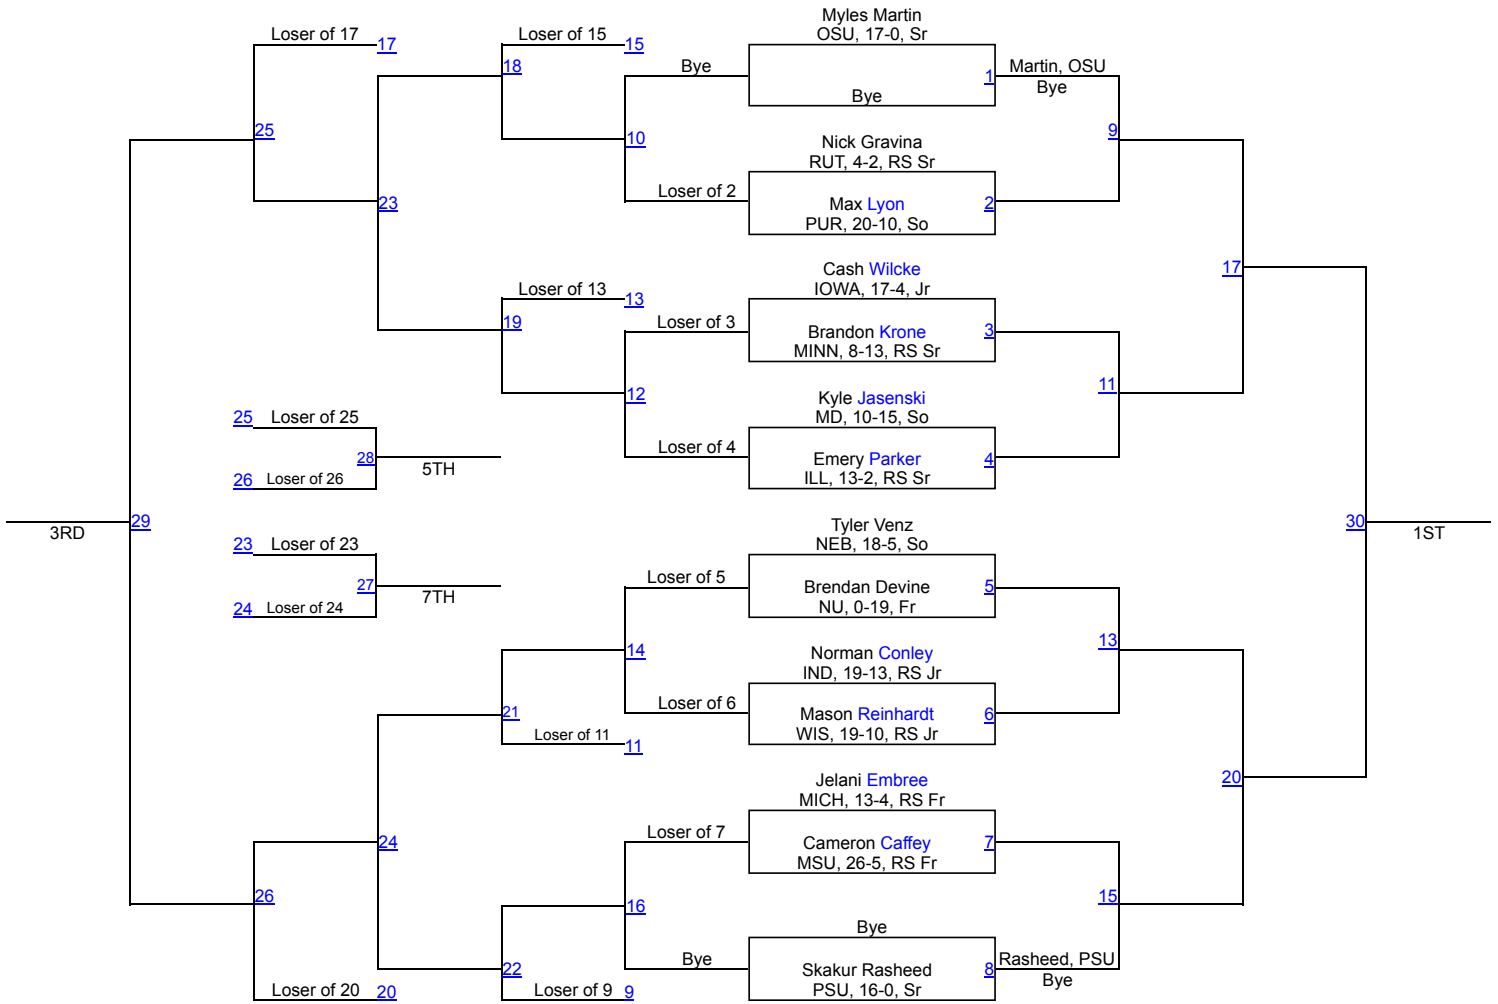 Myles Martin
OSU, 17-0, Sr
Loser of 17 17
Loser of 15 15
18
Bye
1
Martin, OSU
Bye
Bye
25
10
9
Nick Gravina
RUT, 4-2, RS Sr
Loser of 2
23
Max Lyon
2
PUR, 20-10, So
Cash Wilcke
17
IOWA, 17-4, Jr
Loser of 13 13
19
Loser of 3
Brandon Krone
3
MINN, 8-13, RS Sr
12
11
Kyle Jasenski
MD, 10-15, So
25 Loser of 25
28
5TH
26 Loser of 26
Loser of 4
Emery Parker
4
ILL, 13-2, RS Sr
3RD
29
30
1ST
Tyler Venz
NEB, 18-5, So
23 Loser of 23
27
7TH
24 Loser of 24
Loser of 5
Brendan Devine
5
NU, 0-19, Fr
14
13
Norman Conley
IND, 19-13, RS Jr
21
Loser of 6
Mason Reinhardt
6
WIS, 19-10, RS Jr
Loser of 11 11
Jelani Embree
20
MICH, 13-4, RS Fr
24
Loser of 7
Cameron Caffey
7
MSU, 26-5, RS Fr
26
16
15
Bye
22
Bye
Skakur Rasheed
8
Rasheed, PSU
Bye
PSU, 16-0, Sr
Loser of 20 20
Loser of 9 9